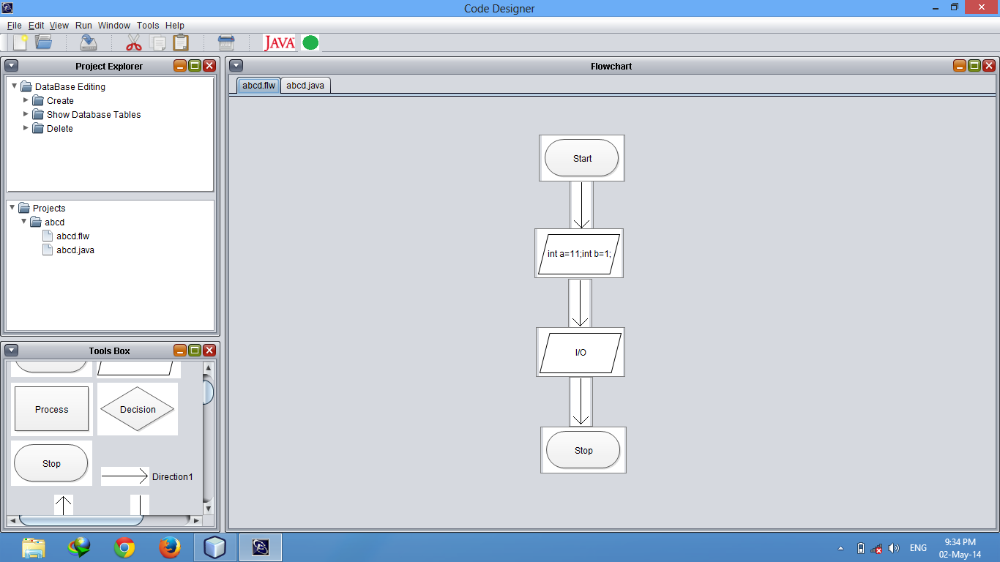 Code Designer
File Edit View Run Window Tools Help
JAVA
Project Explorer
DataBase Editing
Create
Show Database Tables
Delete
Projects
abcd
abcd.flw
abcd.java
Tools Box
Process
Decision
Stop
Direction1
Flowchart
abcd.flw abcd.java
Start
int a=11;int b=1;
I/O
Stop
ENG
9:34 PM
02-May-14